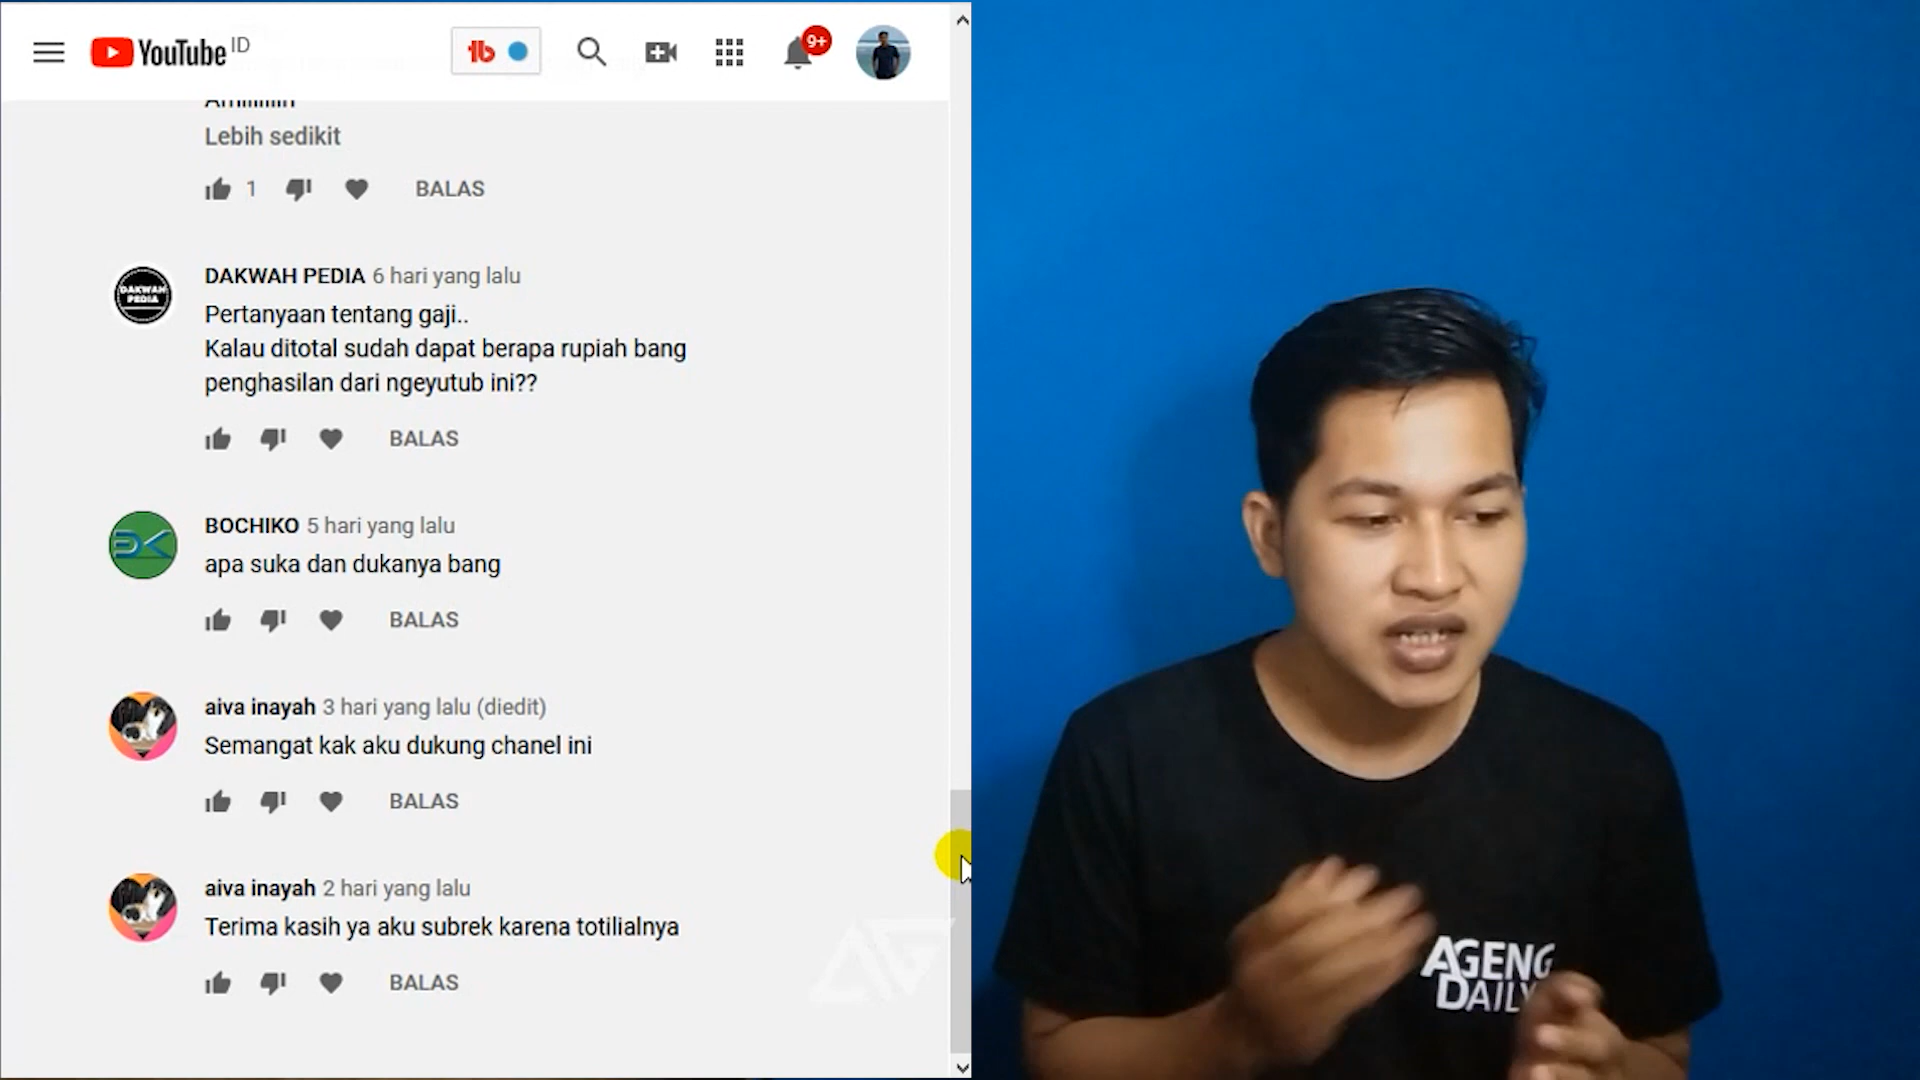 YouTube ID
9+
Amiiiiiin
Lebih sedikit
1 BALAS
DAKWAH PEDIA 6 hari yang lalu
DAKWAH
PEDIA
Pertanyaan tentang gaji..
Kalau ditotal sudah dapat berapa rupiah bang
penghasilan dari ngeyutub ini??
BALAS
BOCHIKO 5 hari yang lalu
apa suka dan dukanya bang
BALAS
aiva inayah 3 hari yang lalu (diedit)
Semangat kak aku dukung chanel ini
BALAS
aiva inayah 2 hari yang lalu
Terima kasih ya aku subrek karena totilialnya
BALAS
AGENG
DAILY